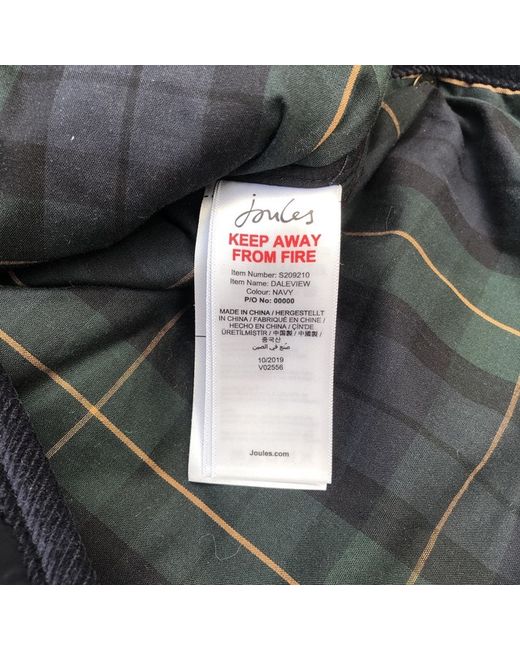 Joules
KEEP AWAY
FROM FIRE
Item Number: S209210
Item Name: DALEVIEW
Colour: NAVY
P/O No: 00000
MADE IN CHINA / HERGESTELLT
IN CHINA / FABRIQUÉ EN CHINE /
HECHO EN CHINA / ÇİN'DE
ÜRETİLMİŞTİR / 中国製 / 中國製 /
중국산
صُنع في الصين
10/2019
V02556
Joules.com